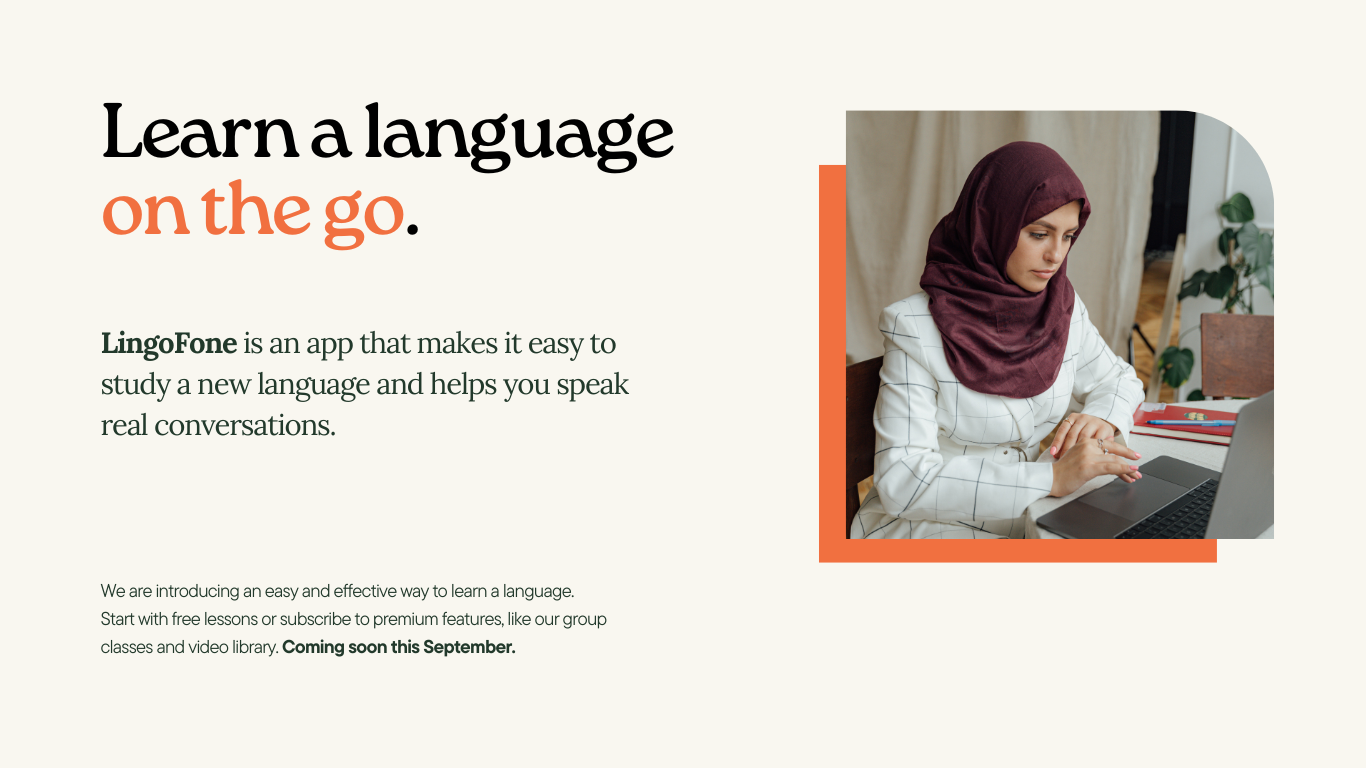 Learn a language
on the go.
LingoFone is an app that makes it easy to
study a new language and helps you speak
real conversations.
We are introducing an easy and effective way to learn a language.
Start with free lessons or subscribe to premium features, like our group
classes and video library. Coming soon this September.